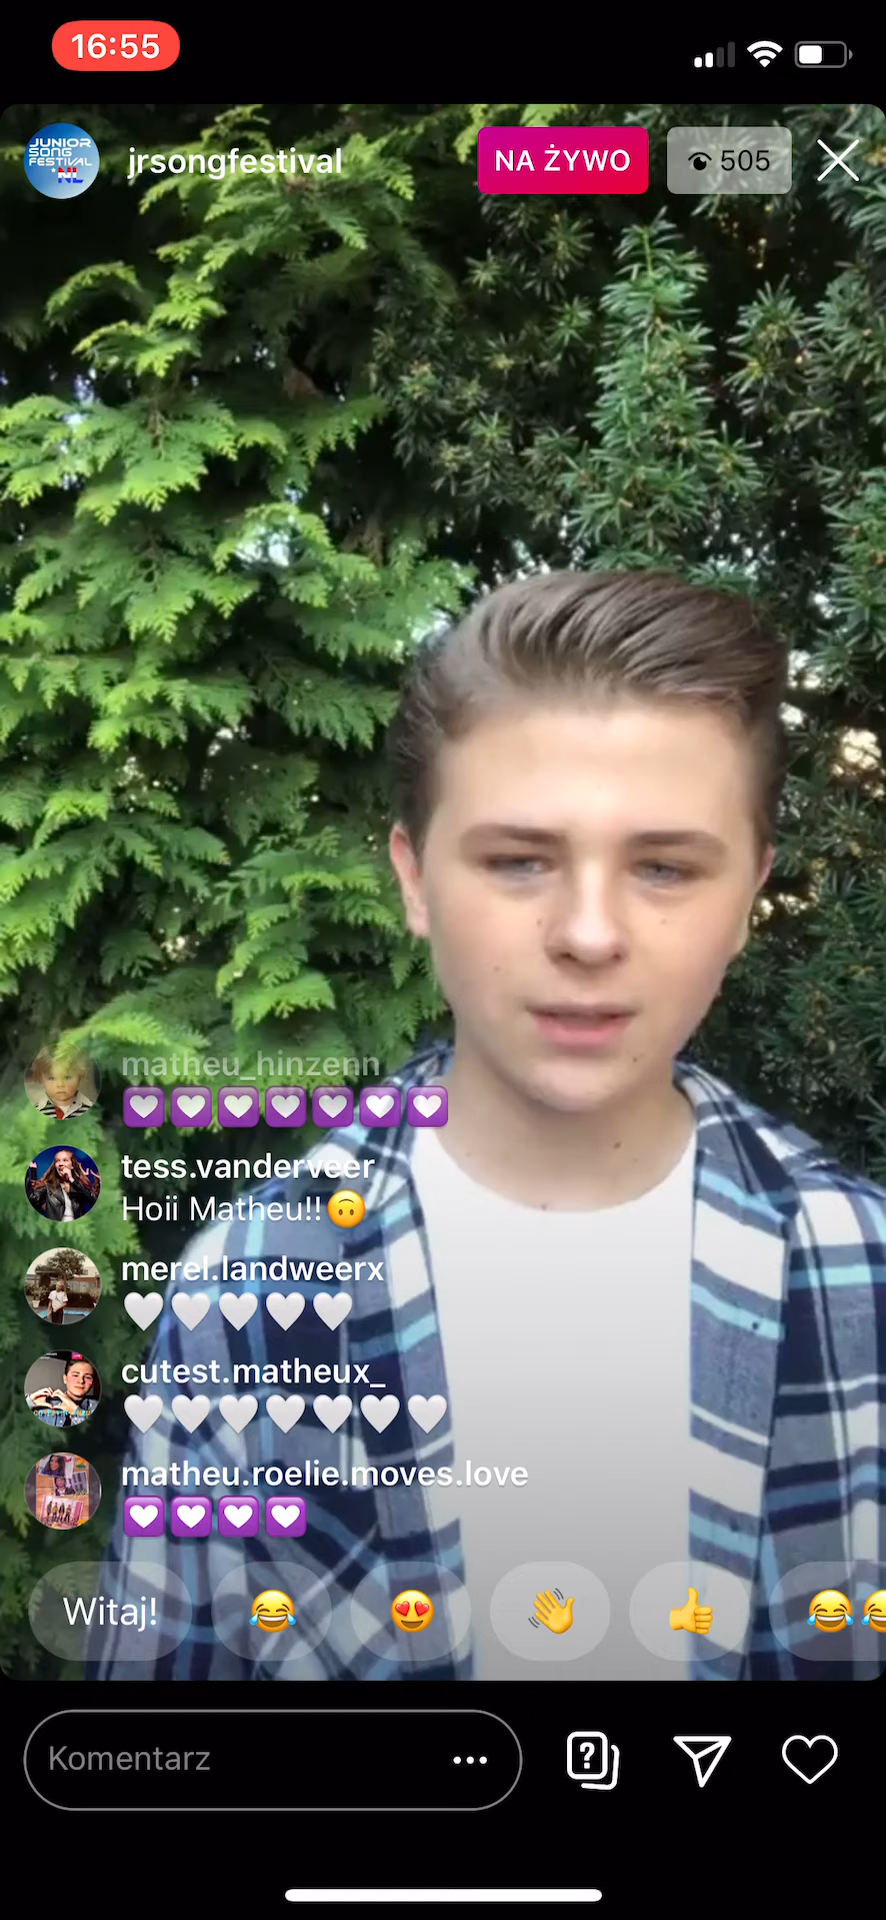 16:55
JUNIOR
SONG
FESTIVAL
NL
jrsongfestival
NA ŻYWO
505
matheu_hinzenn
💟💟💟💟💟💟💟
tess.vanderveer
Hoii Matheu!!🙃
merel.landweerx
🤍🤍🤍🤍🤍
cutest.matheux_
🤍🤍🤍🤍🤍🤍🤍
matheu.roelie.moves.love
💟💟💟💟
Witaj! 😂 😍 👋 👍 😂😂
Komentarz